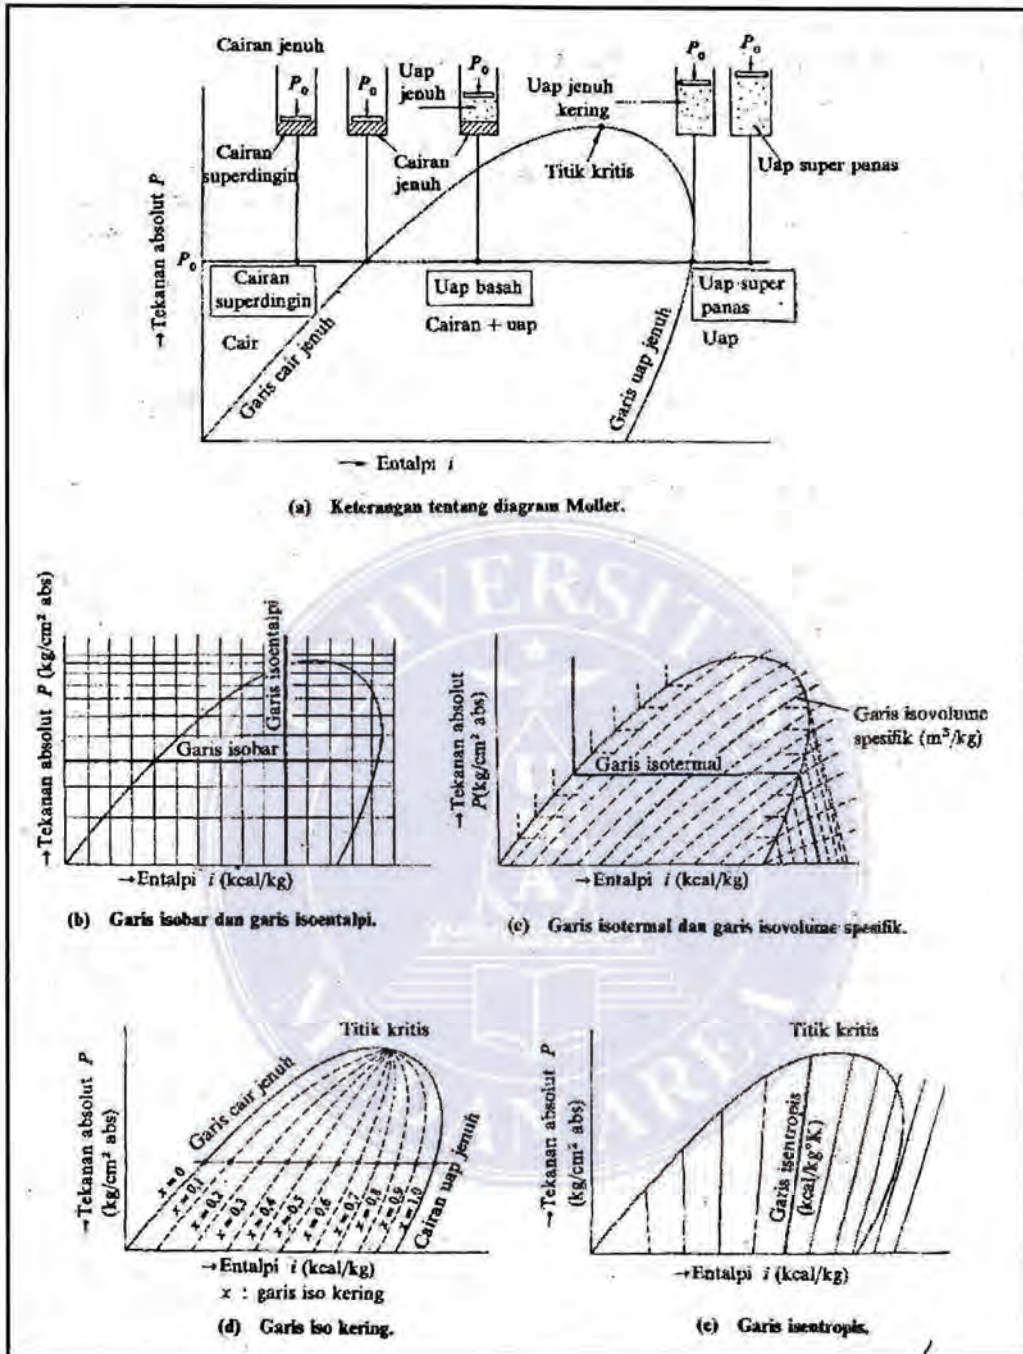 Cairan jenuh
P₀
P₀
Uap
jenuh
P₀
Uap jenuh
kering
P₀
P₀
Cairan
superdingin
Cairan
jenuh
Titik kritis
Uap super panas
→Tekanan absolut P
P₀
Cairan
superdingin
Uap basah
Uap super
panas
Cair
Garis cair jenuh
Cairan + uap
Garis uap jenuh
Uap
→ Entalpi i
(a) Keterangan tentang diagram Moller.
→Tekanan absolut P (kg/cm² abs)
Garis isoentalpi
Garis isobar
→Entalpi i (kcal/kg)
(b) Garis isobar dan garis isoentalpi.
→Tekanan absolut
P(kg/cm² abs)
Garis isotermal
Garis isovolume
spesifik (m³/kg)
→Entalpi i (kcal/kg)
(c) Garis isotermal dan garis isovolume spesifik.
UNIVERSITAS
MEDAN AREA
Titik kritis
→Tekanan absolut P
(kg/cm² abs)
Garis cair jenuh
x=0
x=0,1
x=0,2
x=0,3
x=0,4
x=0,5
x=0,6
x=0,7
x=0,8
x=0,9
x=1,0
Cairan uap jenuh
→Entalpi i (kcal/kg)
x : garis iso kering
(d) Garis iso kering.
Titik kritis
→Tekanan absolut P
(kg/cm² abs)
Garis isentropis
(kcal/kg°K)
→Entalpi i (kcal/kg)
(e) Garis isentropis.